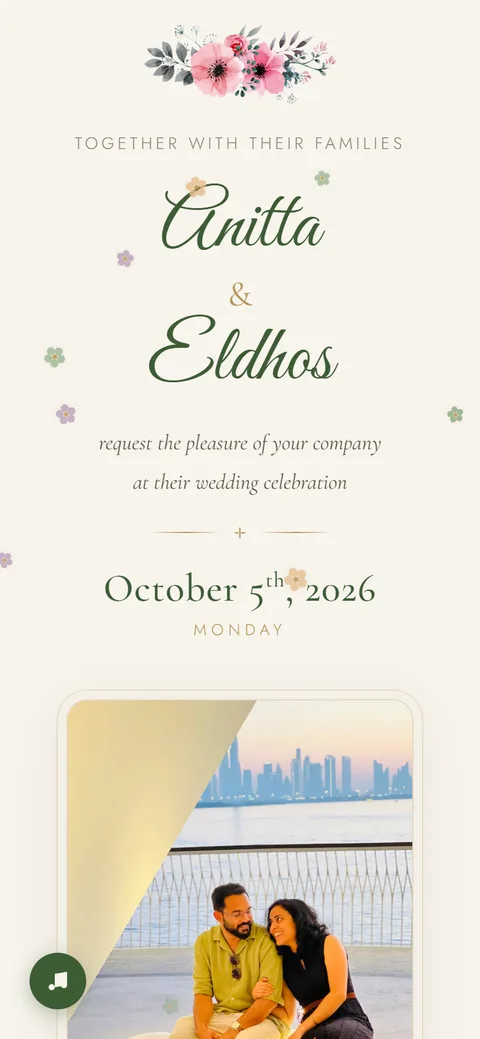 TOGETHER WITH THEIR FAMILIES
Anitta
&
Eldhos
request the pleasure of your company
at their wedding celebration
October 5th, 2026
MONDAY